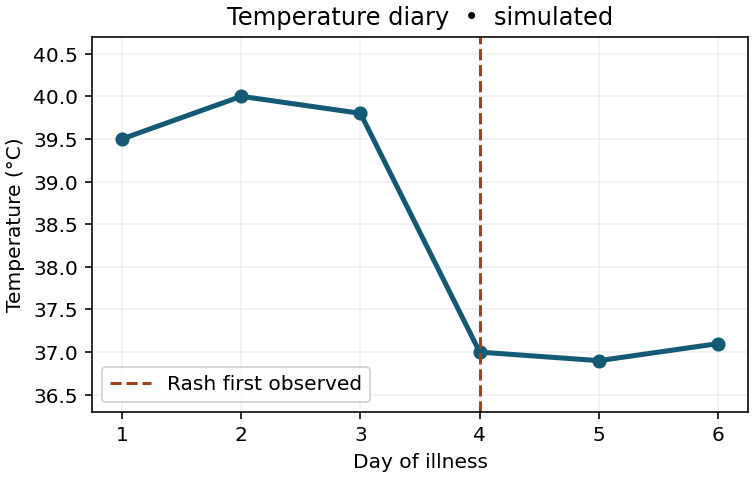 Temperature diary • simulated
Temperature (°C)
40.5
40.0
39.5
39.0
38.5
38.0
37.5
37.0
36.5
Rash first observed
1 2 3 4 5 6
Day of illness